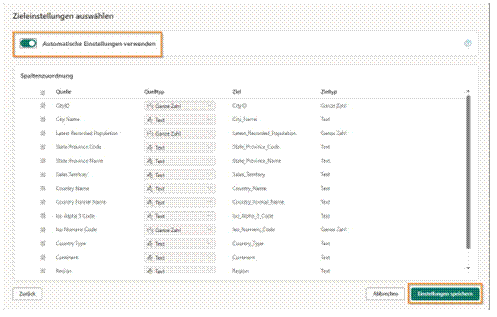 Zieleinstellungen auswählen
Automatische Einstellungen verwenden
Spaltenzuordnung
Quelle Quelltyp Ziel Zieltyp
CityID Ganze Zahl CityID Ganze Zahl
City Name Text City_Name Text
Latest Recorded Population Ganze Zahl Latest_Recorded_Population Ganze Zahl
State Province Code Text State_Province_Code Text
State Province Name Text State_Province_Name Text
Sales Territory Text Sales_Territory Text
Country Name Text Country_Name Text
Country Formal Name Text Country_Formal_Name Text
Iso Alpha 3 Code Text Iso_Alpha_3_Code Text
Iso Numeric Code Ganze Zahl Iso_Numeric_Code Ganze Zahl
Country Type Text Country_Type Text
Continent Text Continent Text
Region Text Region Text
Zurück Abbrechen Einstellungen speichern